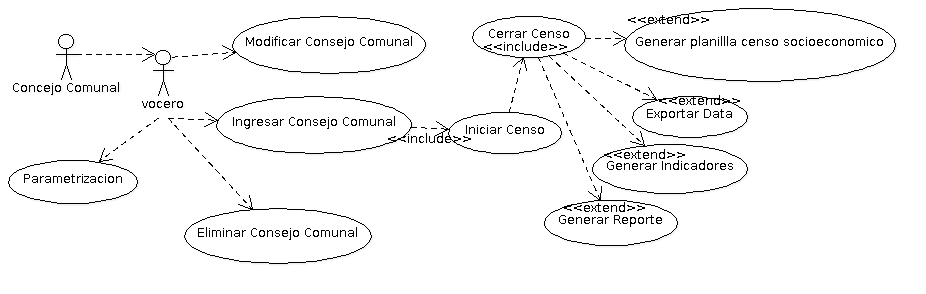 Concejo Comunal
vocero
Modificar Consejo Comunal
Ingresar Consejo Comunal
<<include>>
Parametrizacion
Eliminar Consejo Comunal
Iniciar Censo
Cerrar Censo
<<include>>
<<extend>>
Generar planillla censo socioeconomico
<<extend>>
Exportar Data
<<extend>>
Generar Indicadores
<<extend>>
Generar Reporte